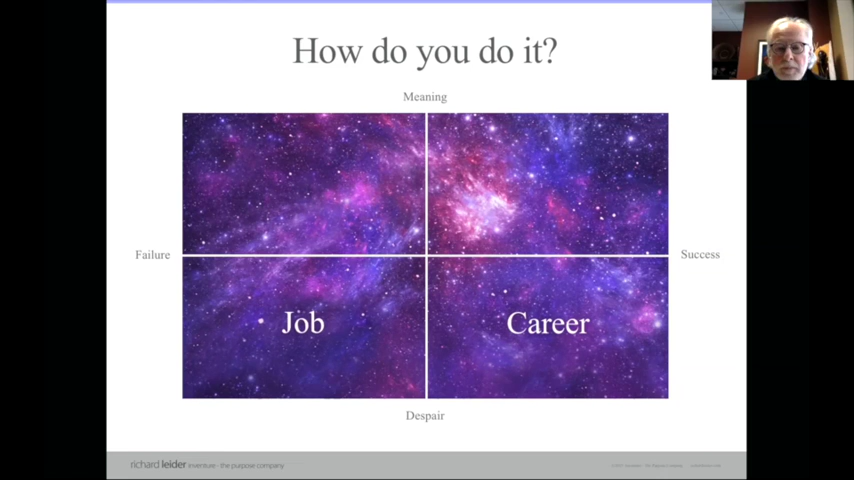 How do you do it?
Meaning
Failure
Success
Job
Career
Despair
richard leider inventure - the purpose company